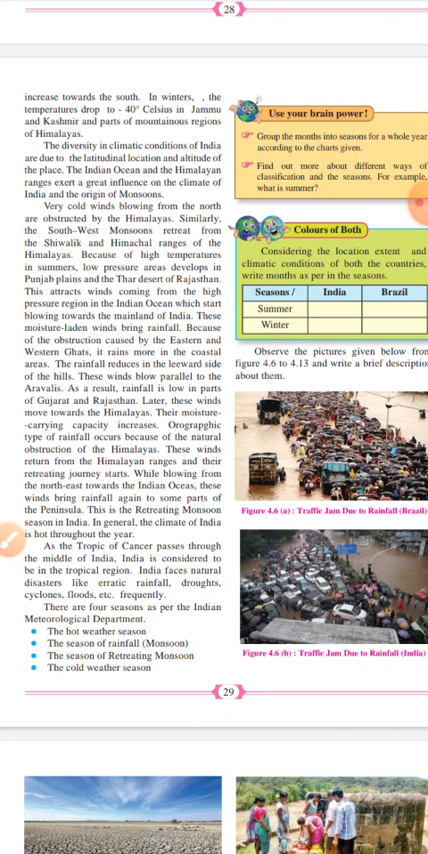 28
increase towards the south. In winters, , the
temperatures drop to - 40° Celsius in Jammu
and Kashmir and parts of mountainous regions
of Himalayas.
The diversity in climatic conditions of India
are due to the latitudinal location and altitude of
the place. The Indian Ocean and the Himalayan
ranges exert a great influence on the climate of
India and the origin of Monsoons.
Very cold winds blowing from the north
are obstructed by the Himalayas. Similarly,
the South–West Monsoons retreat from
the Shiwalik and Himachal ranges of the
Himalayas. Because of high temperatures
in summers, low pressure areas develops in
Punjab plains and the Thar desert of Rajasthan.
This attracts winds coming from the high
pressure region in the Indian Ocean which start
blowing towards the mainland of India. These
moisture-laden winds bring rainfall. Because
of the obstruction caused by the Eastern and
Western Ghats, it rains more in the coastal
areas. The rainfall reduces in the leeward side
of the hills. These winds blow parallel to the
Aravalis. As a result, rainfall is low in parts
of Gujarat and Rajasthan. Later, these winds
move towards the Himalayas. Their moisture-
-carrying capacity increases. Orograpghic
type of rainfall occurs because of the natural
obstruction of the Himalayas. These winds
return from the Himalayan ranges and their
retreating journey starts. While blowing from
the north-east towards the Indian Oceas, these
winds bring rainfall again to some parts of
the Peninsula. This is the Retreating Monsoon
season in India. In general, the climate of India
is hot throughout the year.
As the Tropic of Cancer passes through
the middle of India, India is considered to
be in the tropical region. India faces natural
disasters like erratic rainfall, droughts,
cyclones, floods, etc. frequently.
There are four seasons as per the Indian
Meteorological Department.
• The hot weather season
• The season of rainfall (Monsoon)
• The season of Retreating Monsoon
• The cold weather season
Use your brain power!
☞ Group the months into seasons for a whole year
according to the charts given.
☞ Find out more about different ways of
classification and the seasons. For example,
what is summer?
Colours of Both
Considering the location extent and
climatic conditions of both the countries,
write months as per in the seasons.
Seasons / India Brazil
Summer
Winter
Observe the pictures given below from
figure 4.6 to 4.13 and write a brief descriptio
about them.
Figure 4.6 (a) : Traffic Jam Due to Rainfall (Brazil)
Figure 4.6 (b) : Traffic Jam Due to Rainfall (India)
29